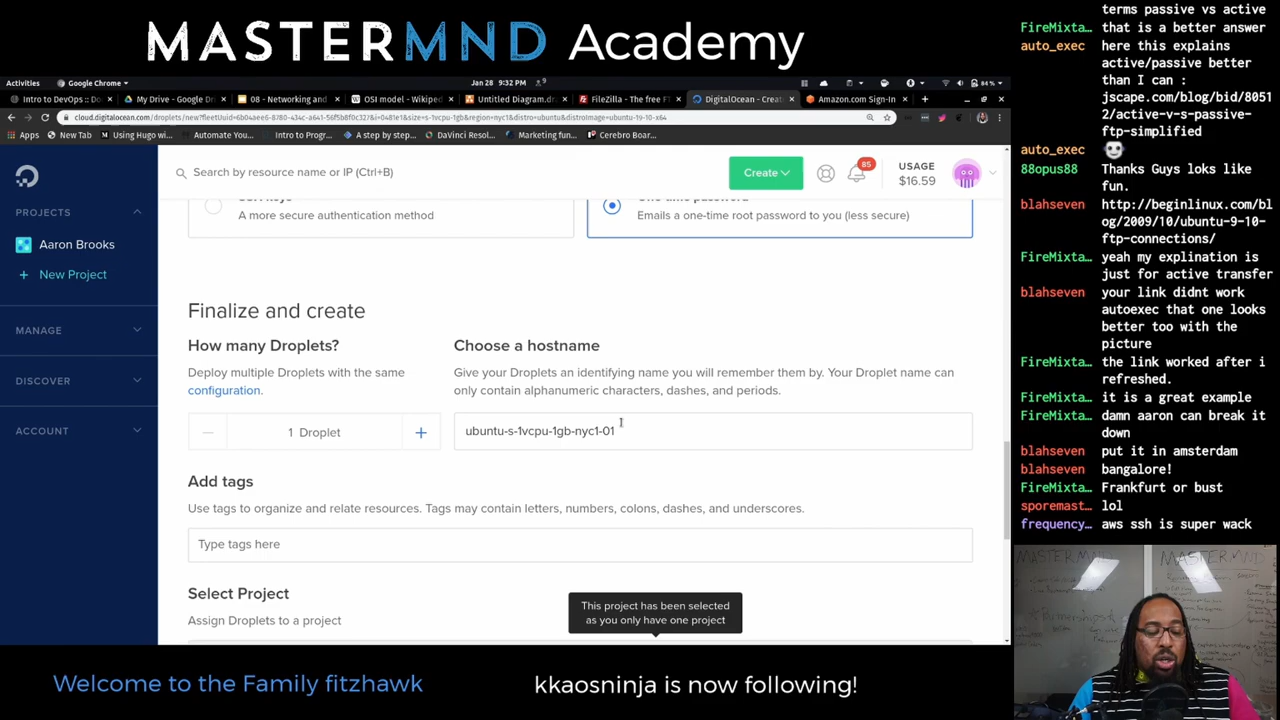 MASTERMND Academy
Activities
Google Chrome
Jan 28 9:32 PM
84 %
Intro to DevOps :: Do
My Drive - Google Dr
08 - Networking and
OSI model - Wikiped
Untitled Diagram.dr
FileZilla - The free FT
DigitalOcean - Creat
Amazon.com Sign-In
Apps
New Tab
Using Hugo wi
Automate You...
Intro to Progr...
A step by step...
DaVinci Resol...
Marketing fun...
Cerebro Boar...
Search by resource name or IP (Ctrl+B)
Create
85
USAGE
$16.59
PROJECTS
Aaron Brooks
+ New Project
MANAGE
DISCOVER
ACCOUNT
A more secure authentication method
Emails a one-time root password to you (less secure)
Finalize and create
How many Droplets?
Deploy multiple Droplets with the same
configuration.
1 Droplet
Choose a hostname
Give your Droplets an identifying name you will remember them by. Your Droplet name can
only contain alphanumeric characters, dashes, and periods.
ubuntu-s-1vcpu-1gb-nyc1-01
Add tags
Use tags to organize and relate resources. Tags may contain letters, numbers, colons, dashes, and underscores.
Type tags here
Select Project
Assign Droplets to a project
This project has been selected
as you only have one project
terms passive vs active
FireMixta… that is a better answer
auto_exec here this explains
active/passive better
than I can :
jscape.com/blog/bid/8051
2/active-v-s-passive-
ftp-simplified
auto_exec
88opus88 Thanks Guys loks like
fun.
blahseven http://beginlinux.com/bl
og/2009/10/ubuntu-9-10-
ftp-connections/
FireMixta… yeah my explination is
just for active transfer
blahseven your link didnt work
autoexec that one looks
better too with the
picture
FireMixta… the link worked after i
refreshed.
FireMixta… it is a great example
FireMixta… damn aaron can break it
down
blahseven put it in amsterdam
blahseven bangalore!
FireMixta… Frankfurt or bust
sporemast… lol
frequency… aws ssh is super wack
MASTERMND
Welcome to the Family fitzhawk
kkaosninja is now following!